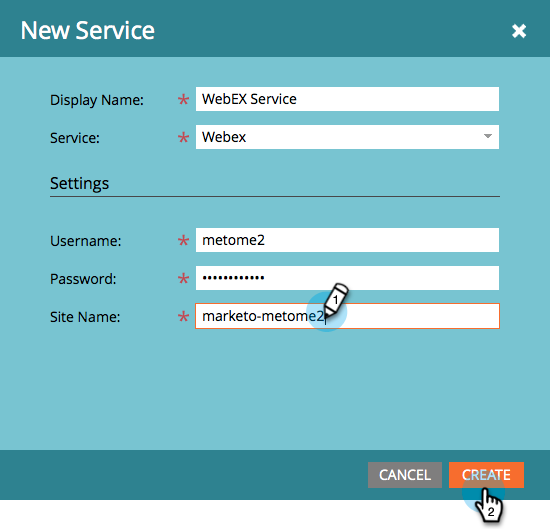 New Service
Display Name: * WebEX Service
Service: * Webex
Settings
Username: * metome2
Password: * ••••••••••••
Site Name: * marketo-metome2
1
CANCEL CREATE
2